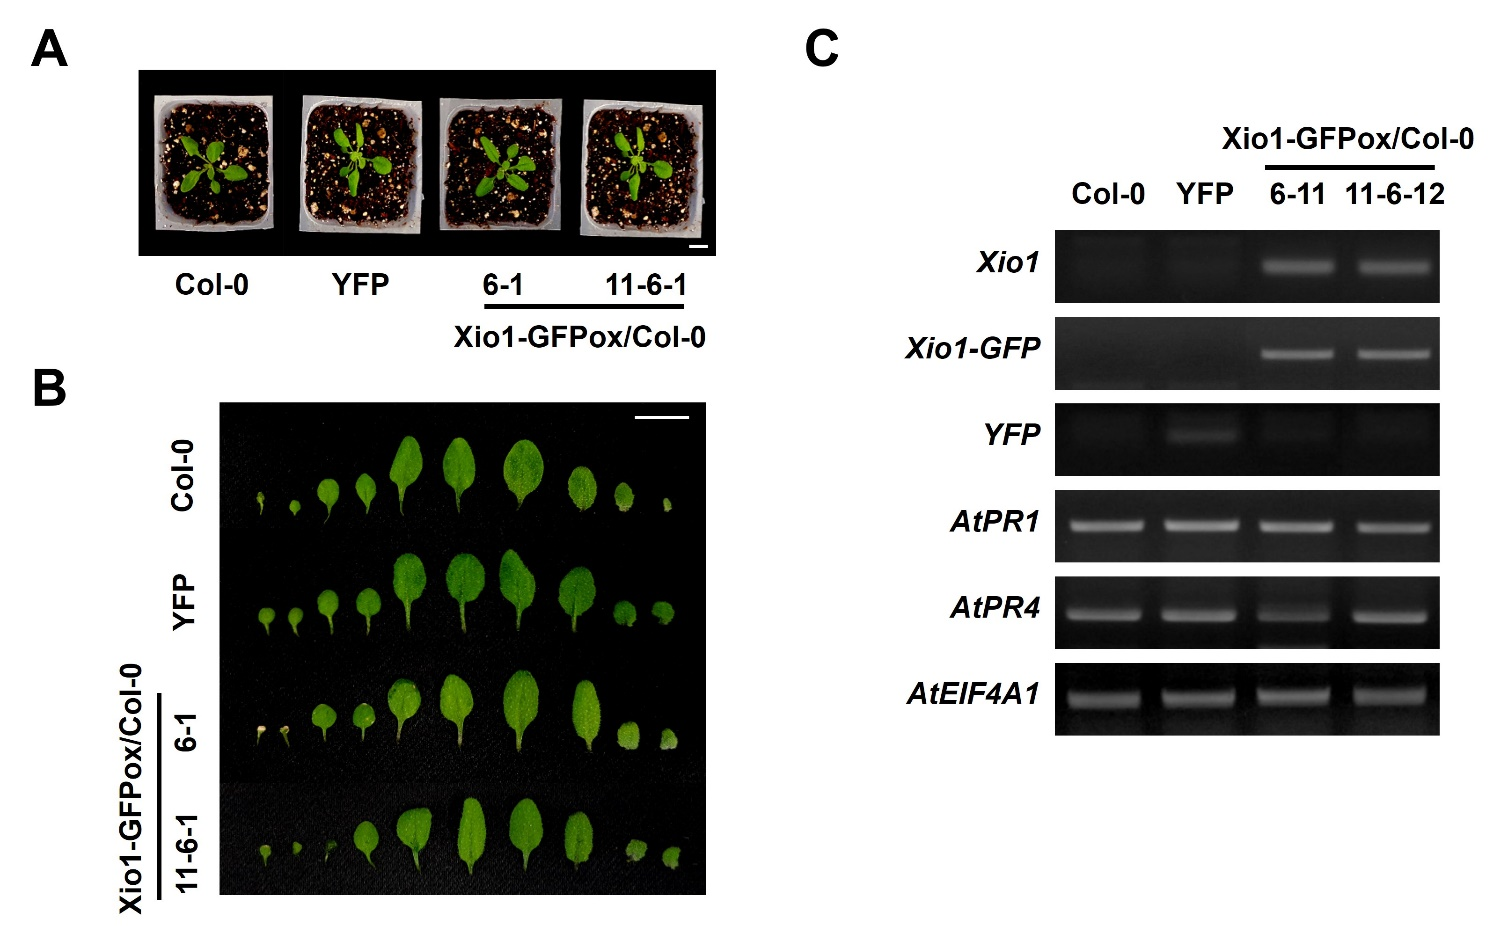 A
Col-0 YFP 6-1 11-6-1
Xio1-GFPox/Col-0
B
Col-0
YFP
Xio1-GFPox/Col-0
6-1
11-6-1
C
Xio1-GFPox/Col-0
Col-0 YFP 6-11 11-6-12
Xio1
Xio1-GFP
YFP
AtPR1
AtPR4
AtEIF4A1